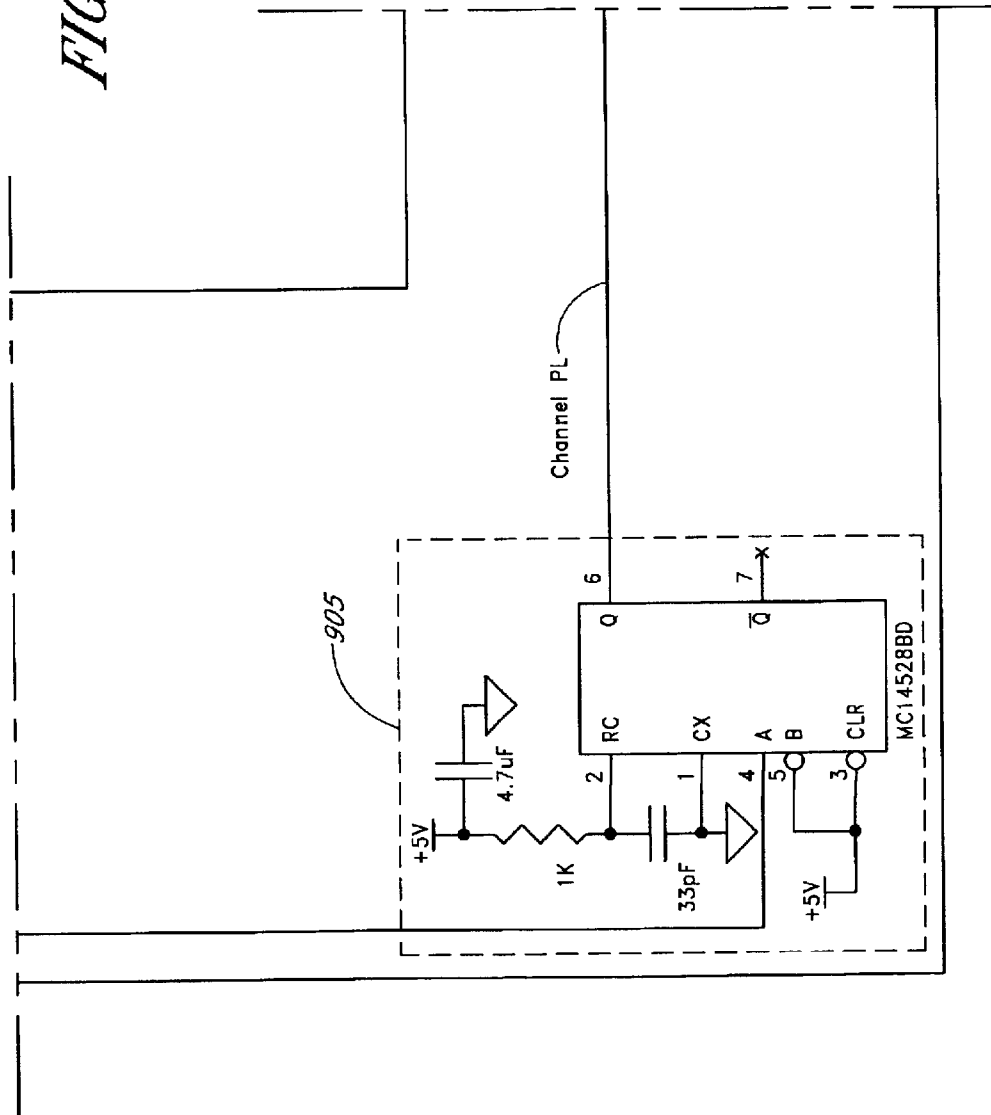 FIG
905
+5V
4.7uF
1K
33pF
+5V
2
1
4
5
3
RC
CX
A
B
CLR
Q
Q̅
6
7
MC14528BD
Channel PL